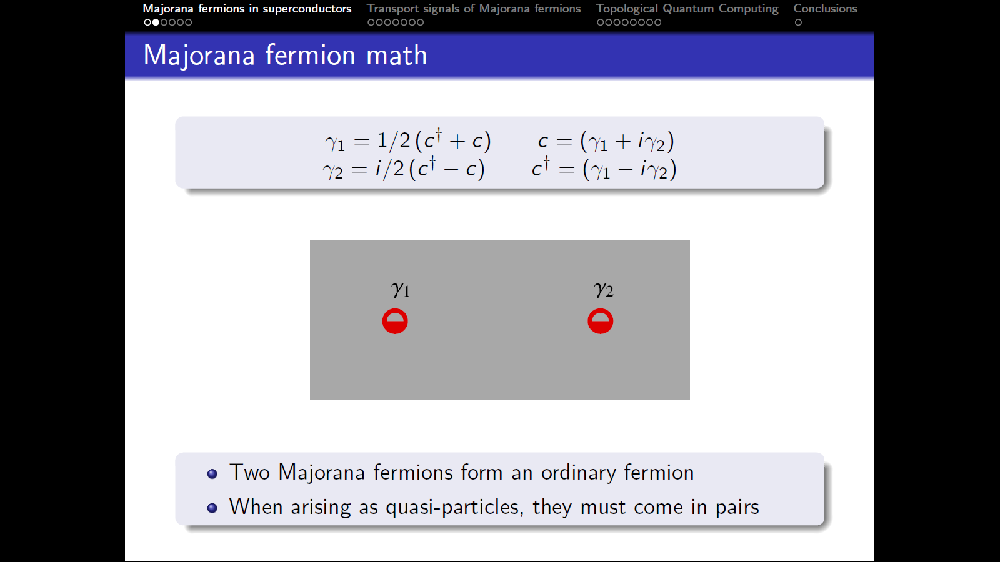 Majorana fermions in superconductors Transport signals of Majorana fermions Topological Quantum Computing Conclusions
Majorana fermion math
γ₁ = 1/2 (c† + c) c = (γ₁ + iγ₂)
γ₂ = i/2 (c† − c) c† = (γ₁ − iγ₂)
γ₁ γ₂
Two Majorana fermions form an ordinary fermion
When arising as quasi-particles, they must come in pairs